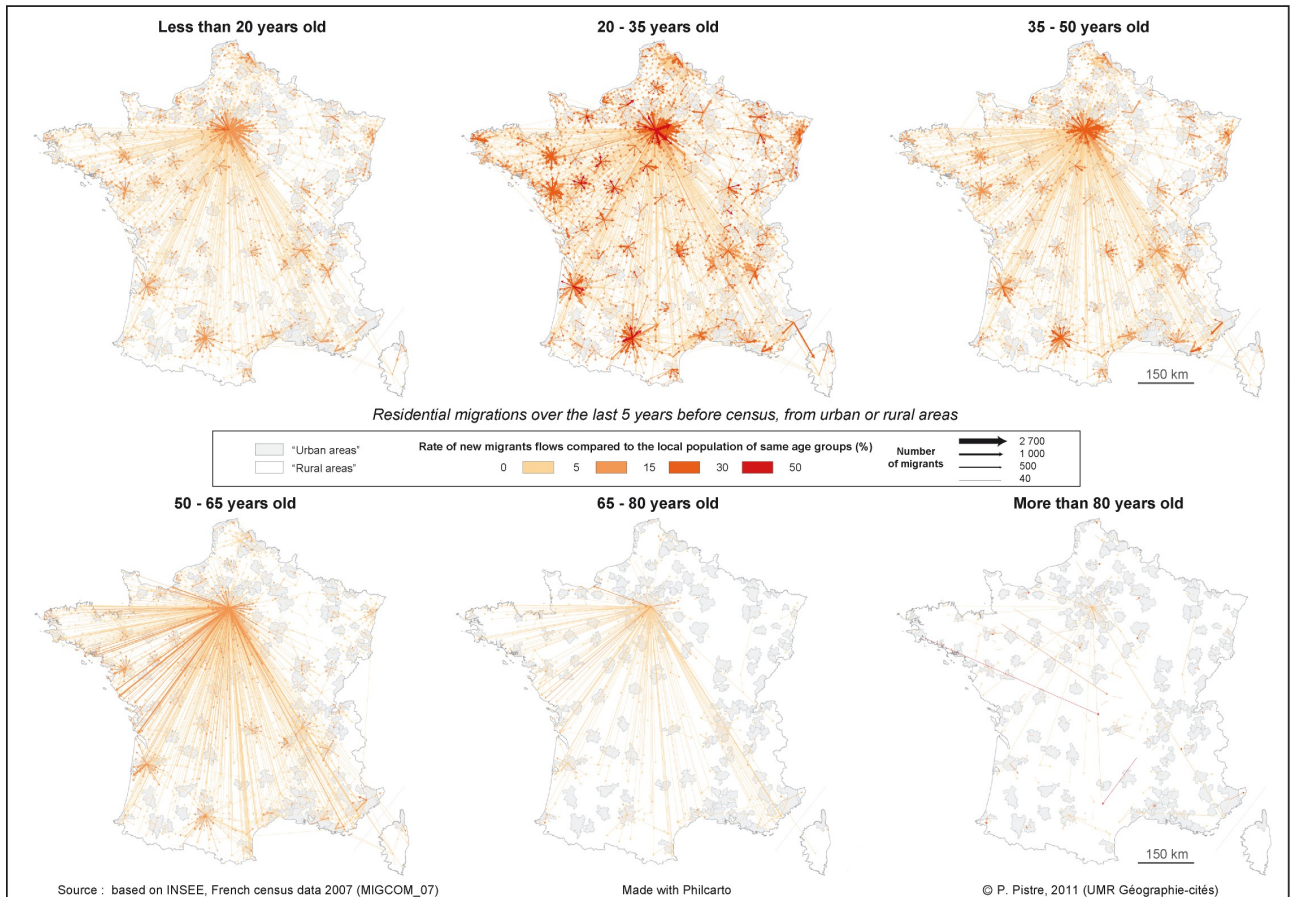 Less than 20 years old
20 - 35 years old
35 - 50 years old
150 km
Residential migrations over the last 5 years before census, from urban or rural areas
"Urban areas"
"Rural areas"
Rate of new migrants flows compared to the local population of same age groups (%)
0 5 15 30 50
Number of migrants
2 700
1 000
500
40
50 - 65 years old
65 - 80 years old
More than 80 years old
150 km
Source : based on INSEE, French census data 2007 (MIGCOM_07)
Made with Philcarto
© P. Pistre, 2011 (UMR Géographie-cités)